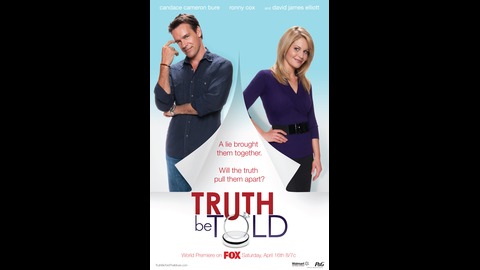 candace cameron bure ronny cox and david james elliott
A lie brought
them together.
Will the truth
pull them apart?
TRUTH
be TOLD
World Premiere on FOX Saturday, April 16th 8/7c
Walmart
P&G